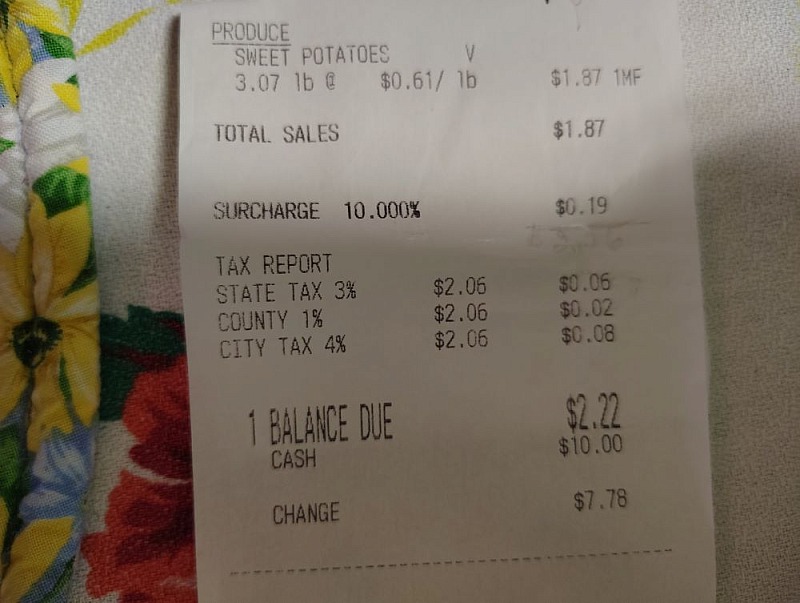 PRODUCE
SWEET POTATOES V
3.07 lb @ $0.61/ lb $1.87 1MF
TOTAL SALES $1.87
SURCHARGE 10.000% $0.19
TAX REPORT
STATE TAX 3% $2.06 $0.06
COUNTY 1% $2.06 $0.02
CITY TAX 4% $2.06 $0.08
1 BALANCE DUE $2.22
CASH $10.00
CHANGE $7.78